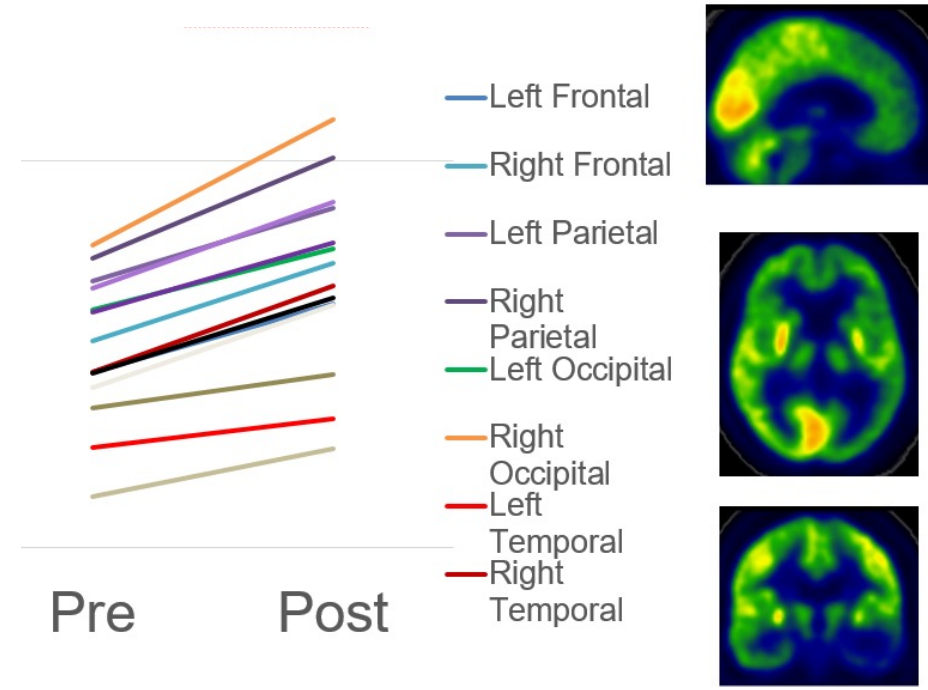 Left Frontal
Right Frontal
Left Parietal
Right
Parietal
Left Occipital
Right
Occipital
Left
Temporal
Right
Temporal
Pre
Post